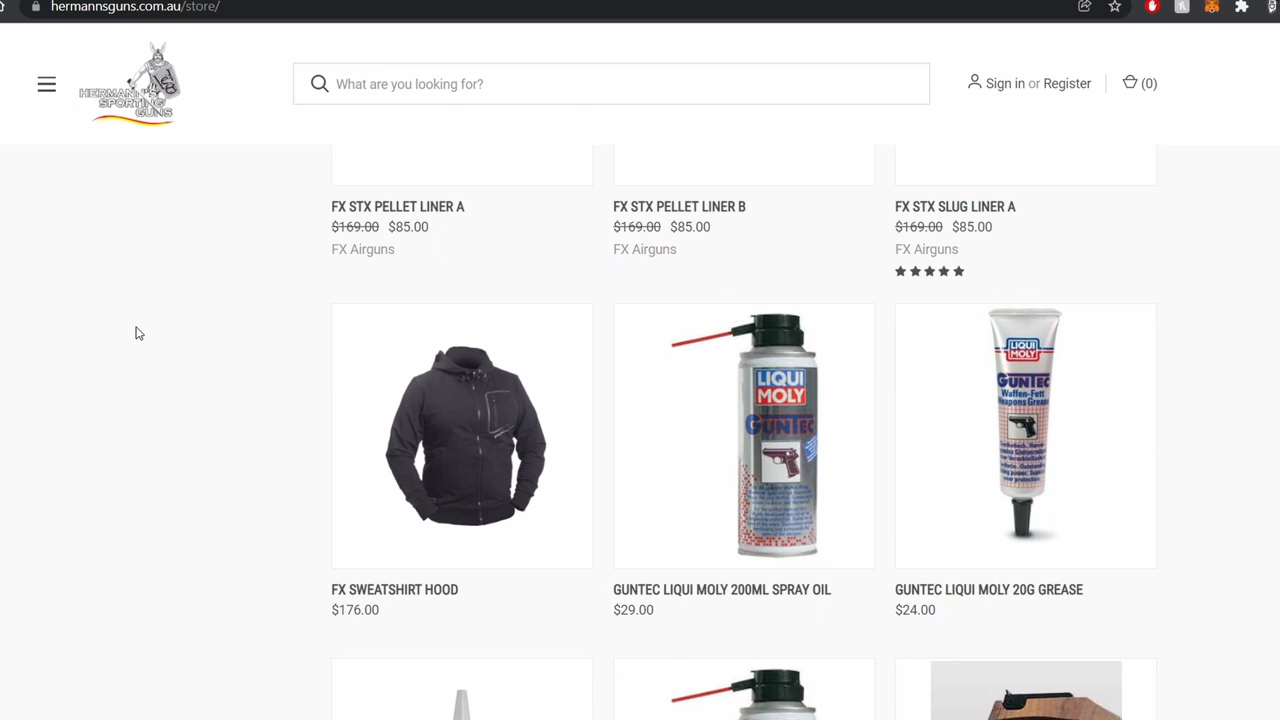 hermannsguns.com.au/store/
HERMANN'S
SPORTING
GUNS
What are you looking for?
Sign in or Register
(0)
FX STX PELLET LINER A
$169.00 $85.00
FX Airguns
FX STX PELLET LINER B
$169.00 $85.00
FX Airguns
FX STX SLUG LINER A
$169.00 $85.00
FX Airguns
LIQUI
MOLY
GUNTEC
LIQUI
MOLY
GUNTEC
Waffen-Fett
Weapons Grease
FX SWEATSHIRT HOOD
$176.00
GUNTEC LIQUI MOLY 200ML SPRAY OIL
$29.00
GUNTEC LIQUI MOLY 20G GREASE
$24.00